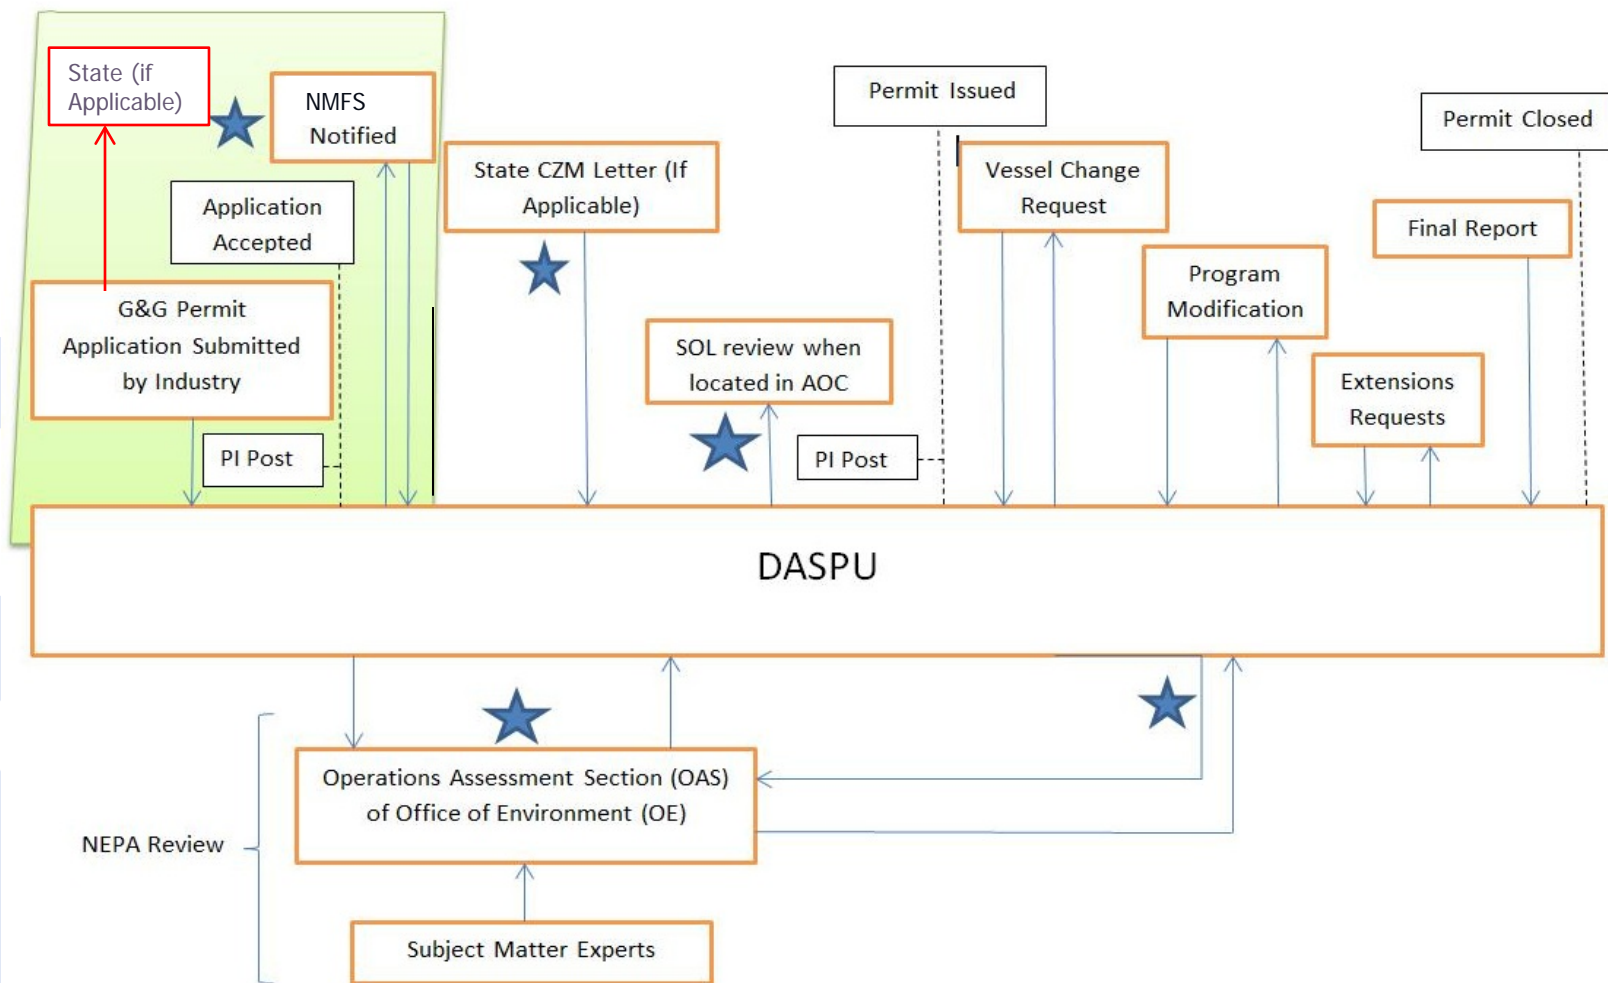 State (if
Applicable)
NMFS
Notified
Application
Accepted
G&G Permit
Application Submitted
by Industry
PI Post
State CZM Letter (If
Applicable)
SOL review when
located in AOC
Permit Issued
PI Post
Vessel Change
Request
Program
Modification
Extensions
Requests
Final Report
Permit Closed
DASPU
Operations Assessment Section (OAS)
of Office of Environment (OE)
NEPA Review
Subject Matter Experts